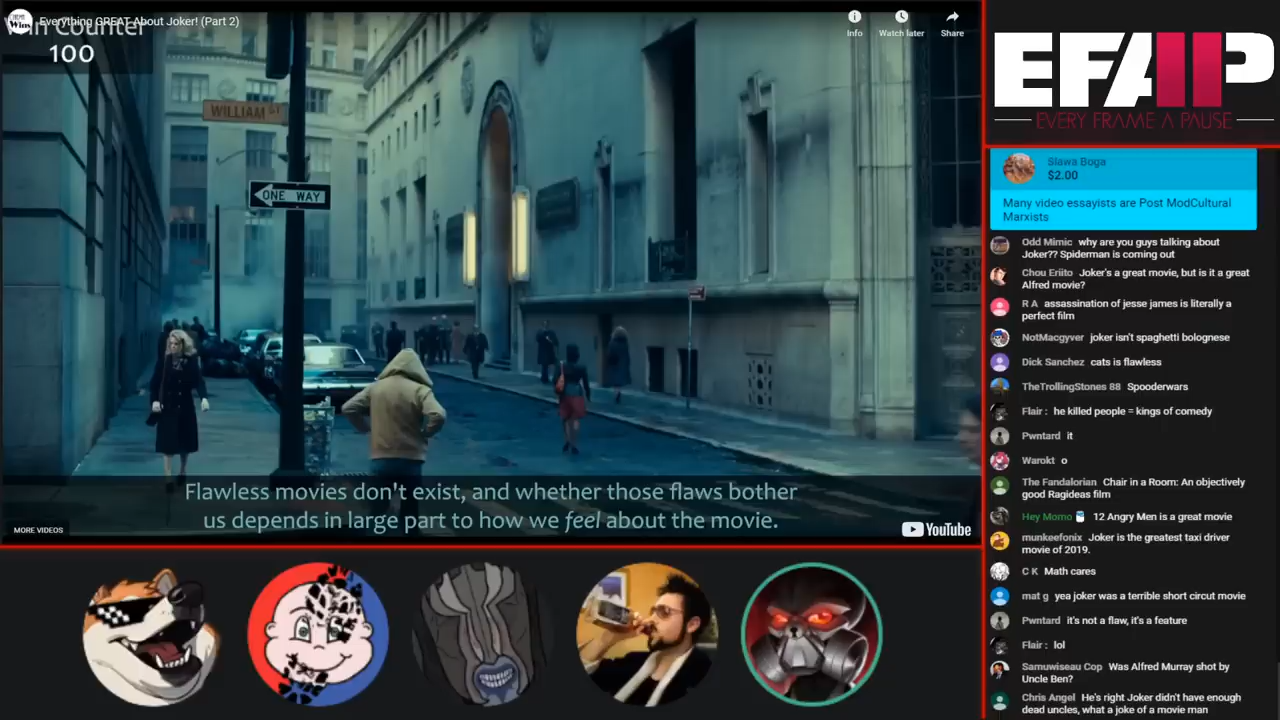 Everything GREAT About Joker! (Part 2)
Win Counter
100
Info
Watch later
Share
WILLIAM ST
ONE WAY
Flawless movies don't exist, and whether those flaws bother
us depends in large part to how we feel about the movie.
MORE VIDEOS
YouTube
EFAP
EVERY FRAME A PAUSE
Slawa Boga
$2.00
Many video essayists are Post ModCultural
Marxists
Odd Mimic why are you guys talking about
Joker?? Spiderman is coming out
Chou Eriito Joker's a great movie, but is it a great
Alfred movie?
R A assassination of jesse james is literally a
perfect film
NotMacgyver joker isn't spaghetti bolognese
Dick Sanchez cats is flawless
TheTrollingStones 88 Spooderwars
Flair : he killed people = kings of comedy
Pwntard it
Warokt o
The Fandalorian Chair in a Room: An objectively
good Ragideas film
Hey Momo 12 Angry Men is a great movie
munkeefonix Joker is the greatest taxi driver
movie of 2019.
C K Math cares
mat g yea joker was a terrible short circut movie
Pwntard it's not a flaw, it's a feature
Flair : lol
Samuwiseau Cop Was Alfred Murray shot by
Uncle Ben?
Chris Angel He's right Joker didn't have enough
dead uncles, what a joke of a movie man